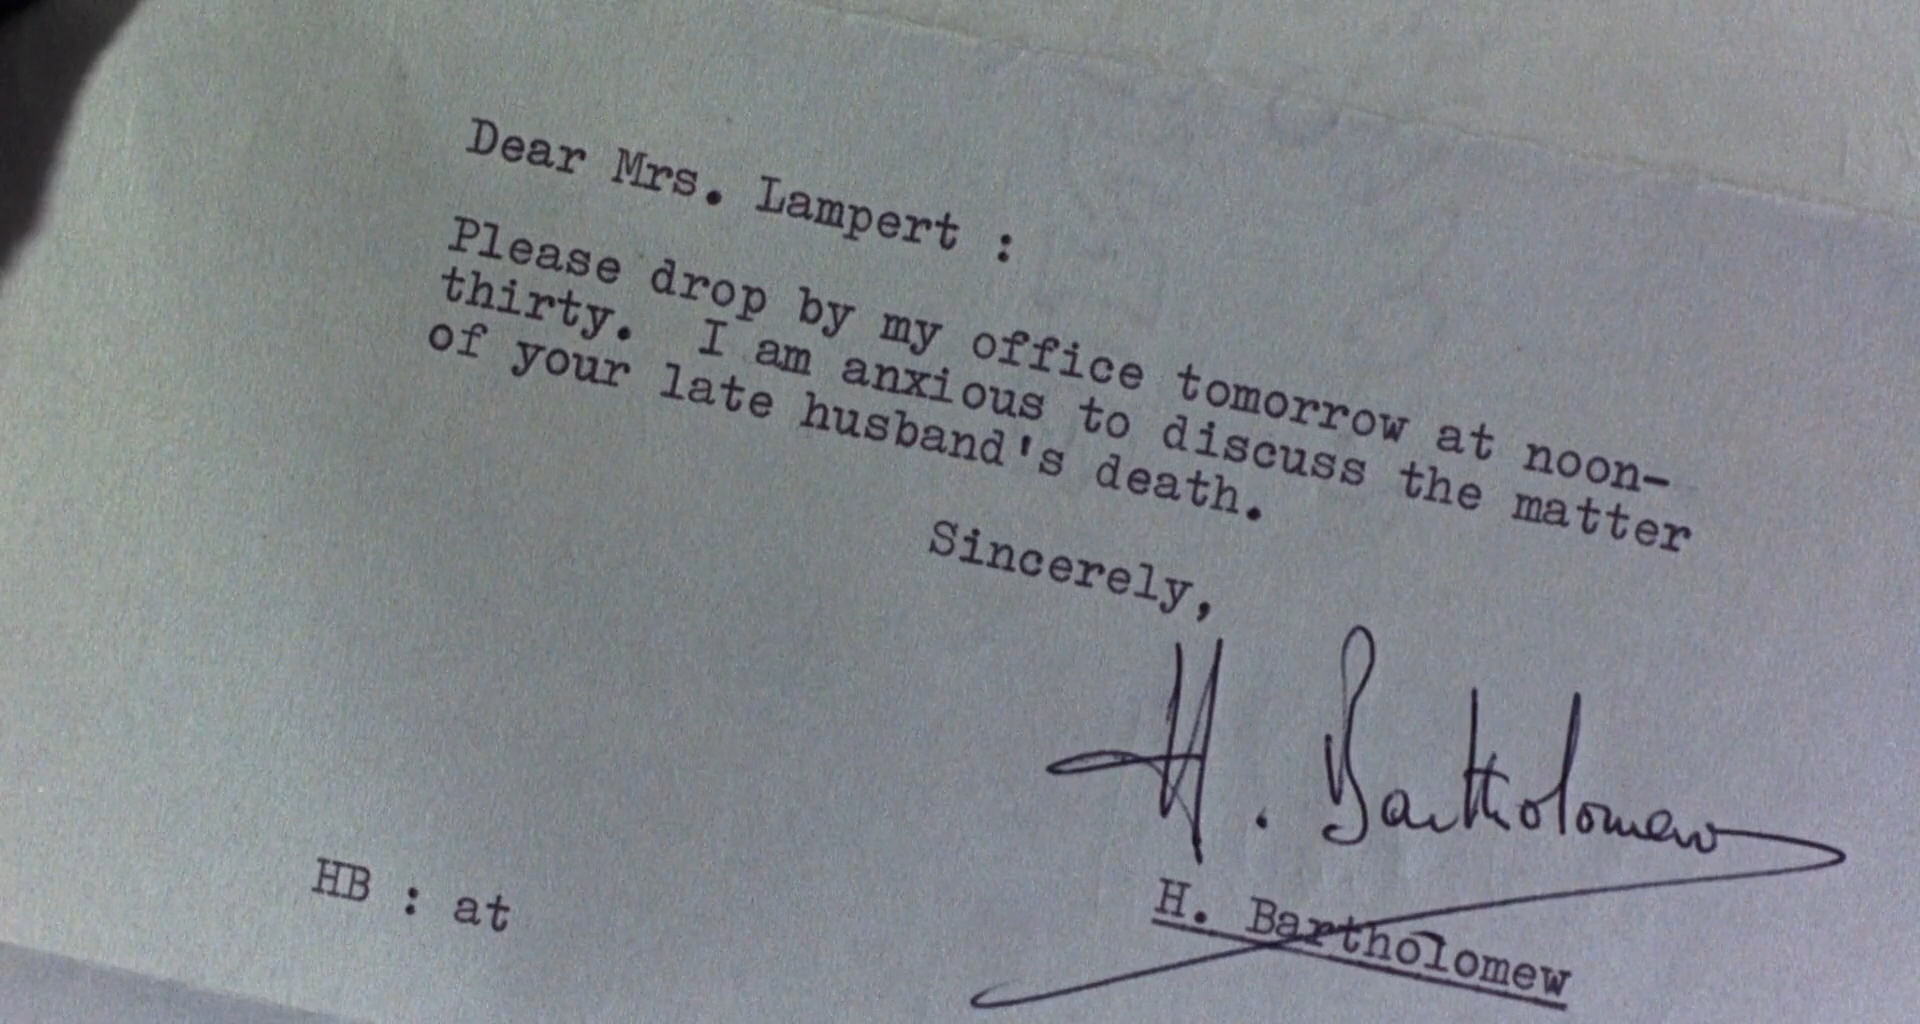 Dear Mrs. Lampert :
Please drop by my office tomorrow at noon-
thirty. I am anxious to discuss the matter
of your late husband's death.
Sincerely,
H. Bartholomew
H. Bartholomew
HB : at